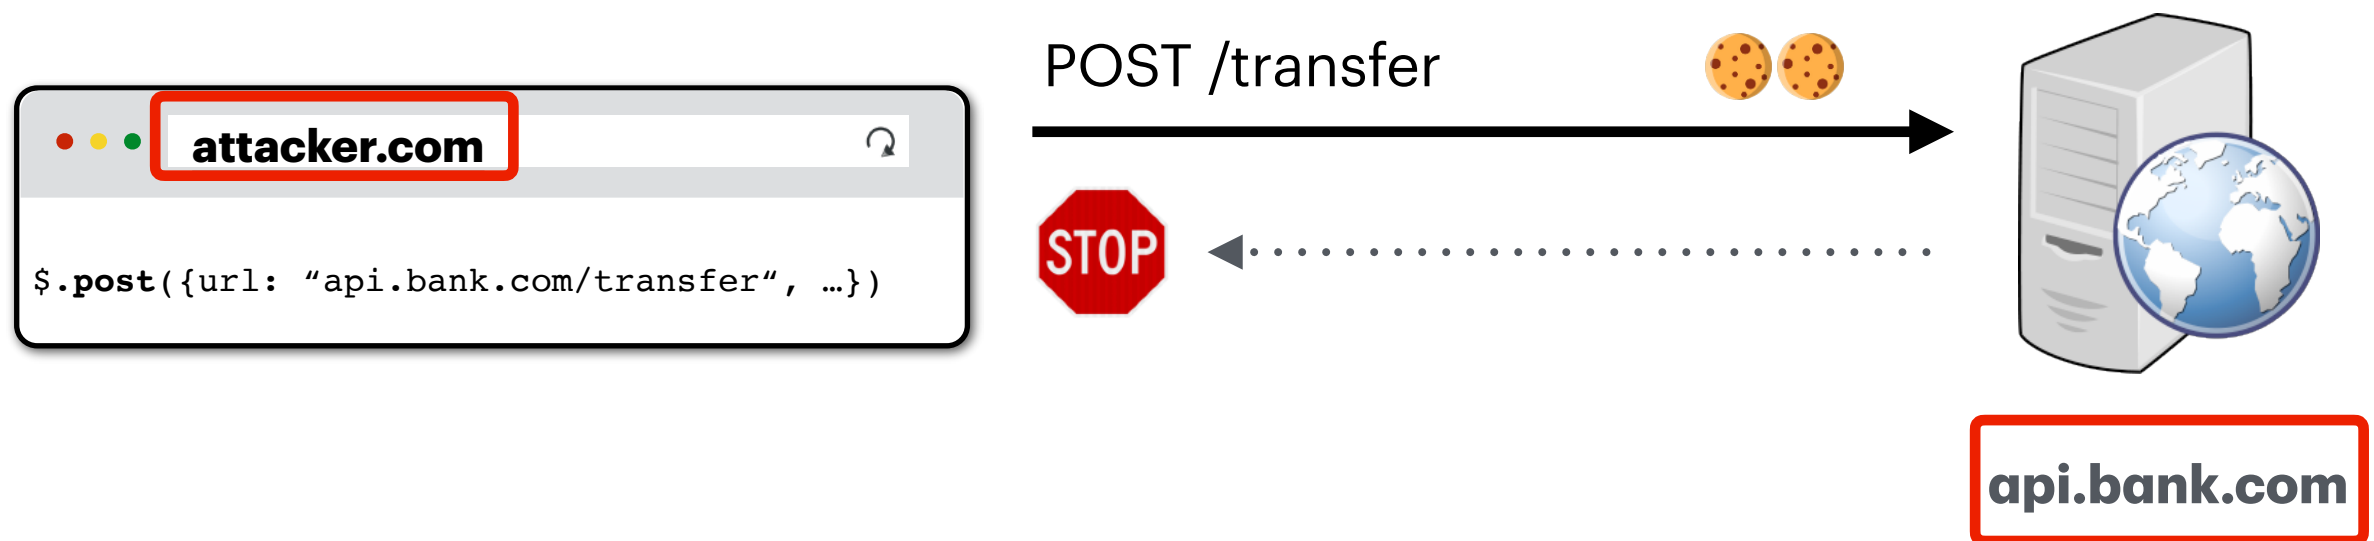 POST /transfer
attacker.com
$.post({url: “api.bank.com/transfer“, …})
STOP
api.bank.com